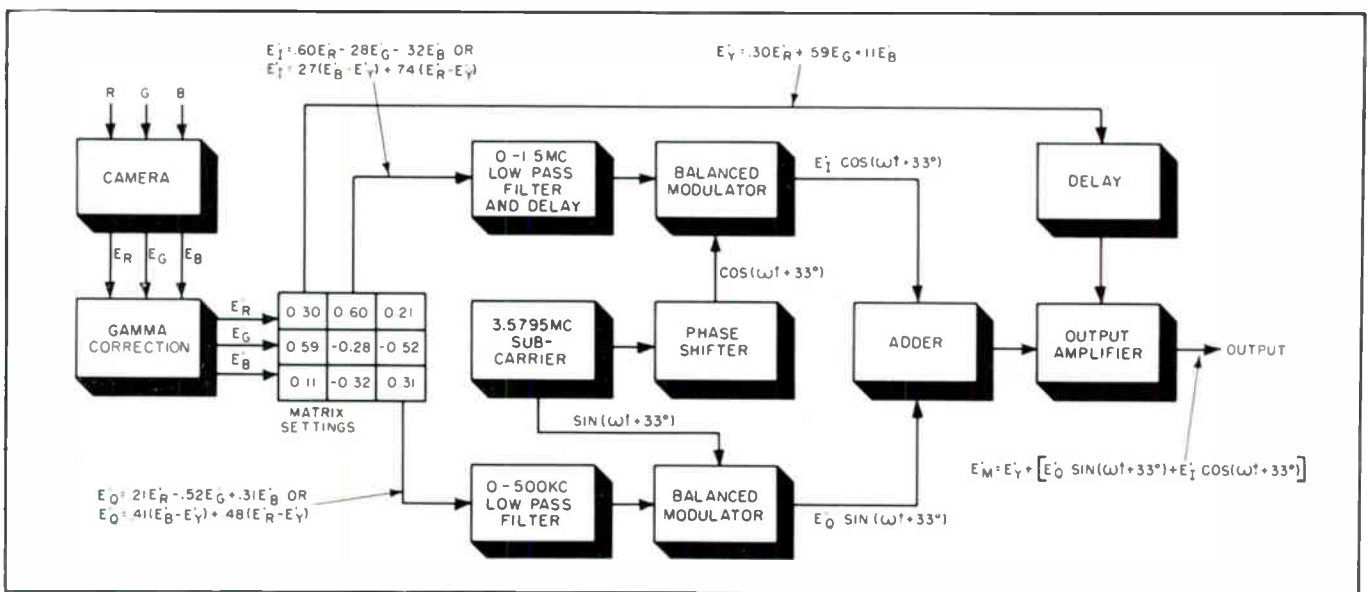 E'I = .60E'R - 28E'G - 32E'B OR
E'I = 27(E'B - E'Y) + 74(E'R - E'Y)
E'Y = .30E'R + 59E'G + 11E'B
R G B
CAMERA
0-1 5MC
LOW PASS
FILTER
AND DELAY
BALANCED
MODULATOR
E'I COS(ωt+33°)
DELAY
ER EG EB
COS(ωt+33°)
GAMMA
CORRECTION
E'R
E'G
E'B
0 30 0 60 0 21
0 59 -0 28 -0 52
0 11 -0 32 0 31
MATRIX
SETTINGS
3.5795MC
SUB-
CARRIER
PHASE
SHIFTER
ADDER
OUTPUT
AMPLIFIER
OUTPUT
SIN(ωt+33°)
E'M = E'Y + [E'Q SIN(ωt+33°) + E'I COS(ωt+33°)]
E'Q = 21E'R - .52E'G + .31E'B OR
E'Q = 41(E'B - E'Y) + 48(E'R - E'Y)
0-500KC
LOW PASS
FILTER
BALANCED
MODULATOR
E'Q SIN(ωt+33°)